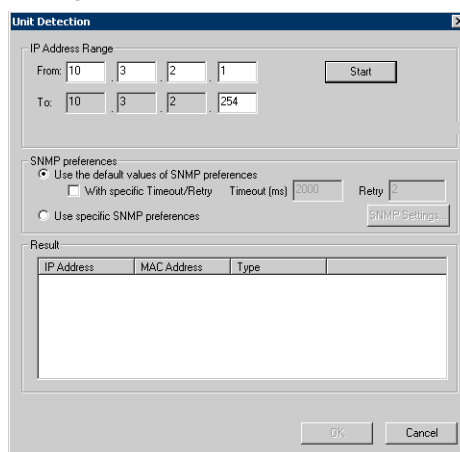 Unit Detection
IP Address Range
From: 10 . 3 . 2 . 1 Start
To: 10 . 3 . 2 . 254
SNMP preferences
Use the default values of SNMP preferences
With specific Timeout/Retry Timeout (ms) 2000 Retry 2
Use specific SNMP preferences SNMP Settings...
Result
IP Address MAC Address Type
OK Cancel